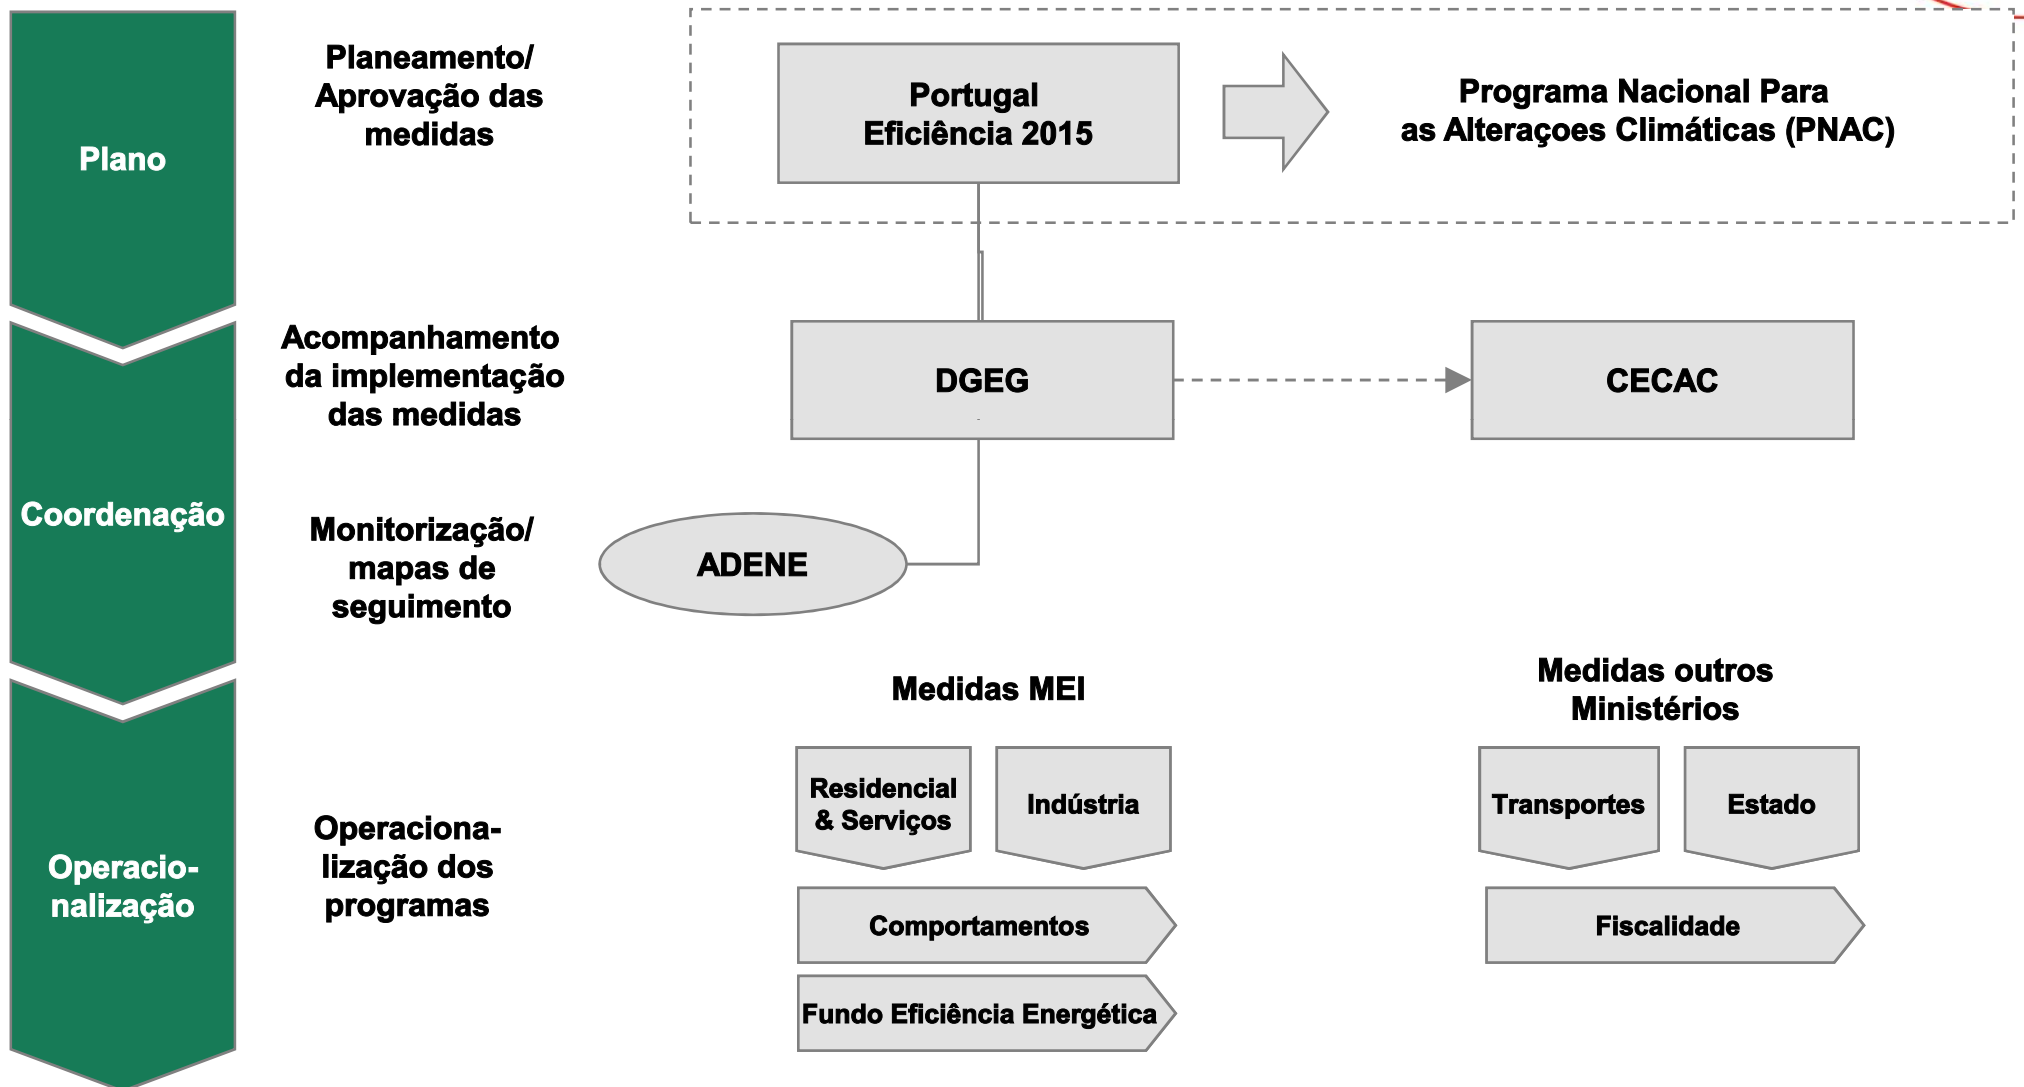 Plano
Planeamento/
Aprovação das
medidas
Portugal
Eficiência 2015
Programa Nacional Para
as Alteraçoes Climáticas (PNAC)
Coordenação
Acompanhamento
da implementação
das medidas
DGEG
CECAC
Monitorização/
mapas de
seguimento
ADENE
Operacio-
nalização
Operaciona-
lização dos
programas
Medidas MEI
Residencial
& Serviços
Indústria
Comportamentos
Fundo Eficiência Energética
Medidas outros
Ministérios
Transportes
Estado
Fiscalidade